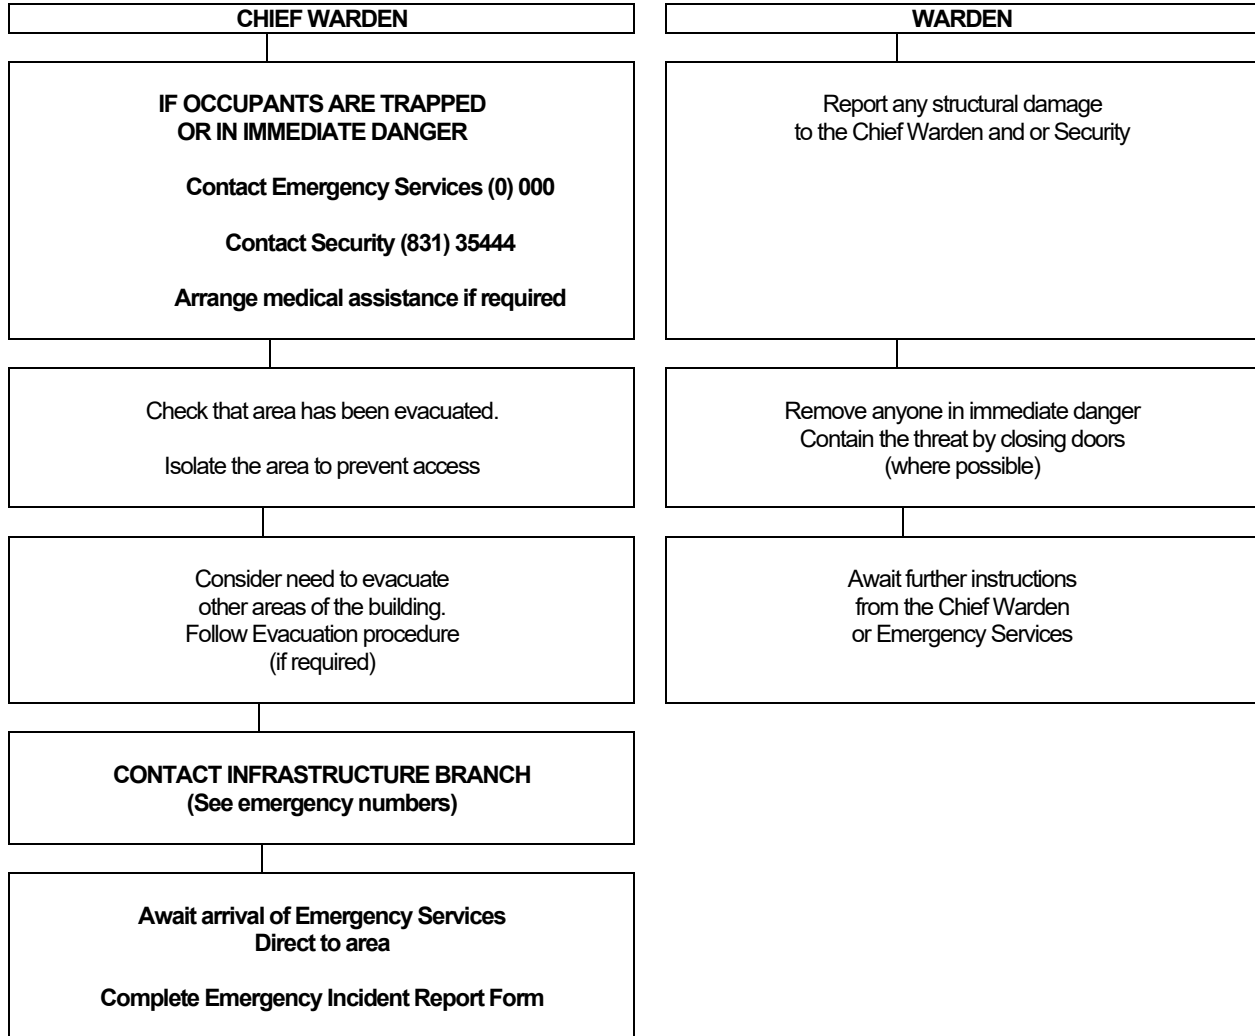 CHIEF WARDEN
IF OCCUPANTS ARE TRAPPED
OR IN IMMEDIATE DANGER
Contact Emergency Services (0) 000
Contact Security (831) 35444
Arrange medical assistance if required
Check that area has been evacuated.
Isolate the area to prevent access
Consider need to evacuate
other areas of the building.
Follow Evacuation procedure
(if required)
CONTACT INFRASTRUCTURE BRANCH
(See emergency numbers)
Await arrival of Emergency Services
Direct to area
Complete Emergency Incident Report Form
WARDEN
Report any structural damage
to the Chief Warden and or Security
Remove anyone in immediate danger
Contain the threat by closing doors
(where possible)
Await further instructions
from the Chief Warden
or Emergency Services